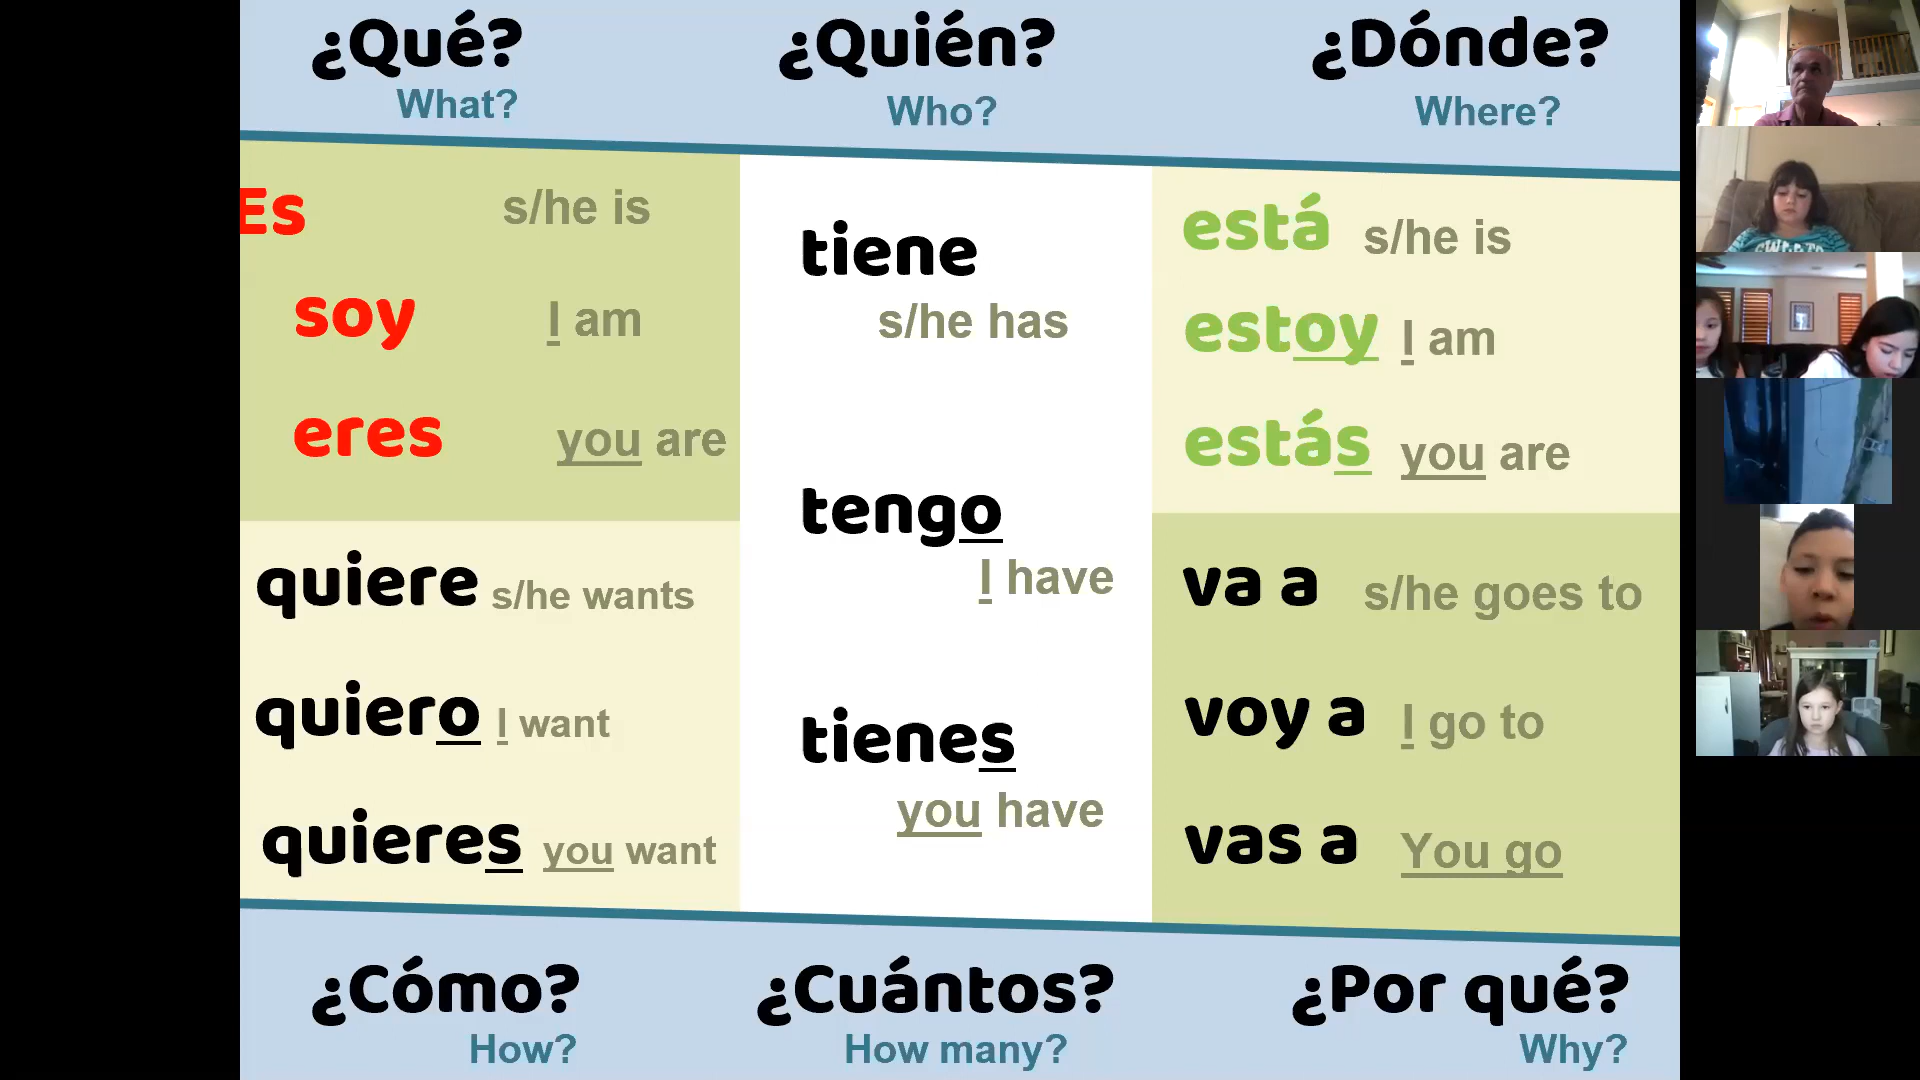 ¿Qué? ¿Quién? ¿Dónde?
What? Who? Where?
Es s/he is
soy I am
eres you are
quiere s/he wants
quiero I want
quieres you want
tiene
s/he has
tengo
I have
tienes
you have
está s/he is
estoy I am
estás you are
va a s/he goes to
voy a I go to
vas a You go
¿Cómo? ¿Cuántos? ¿Por qué?
How? How many? Why?